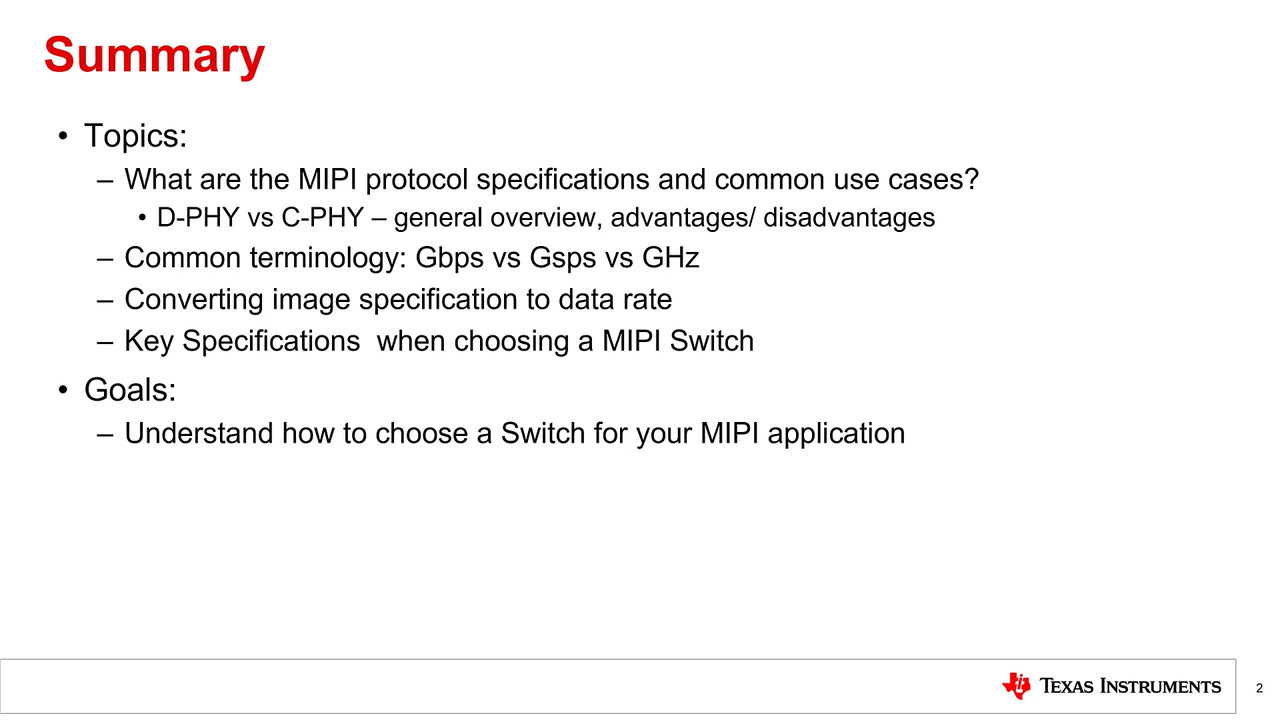 Summary
• Topics:
– What are the MIPI protocol specifications and common use cases?
• D-PHY vs C-PHY – general overview, advantages/ disadvantages
– Common terminology: Gbps vs Gsps vs GHz
– Converting image specification to data rate
– Key Specifications  when choosing a MIPI Switch
• Goals:
– Understand how to choose a Switch for your MIPI application
TEXAS INSTRUMENTS
2